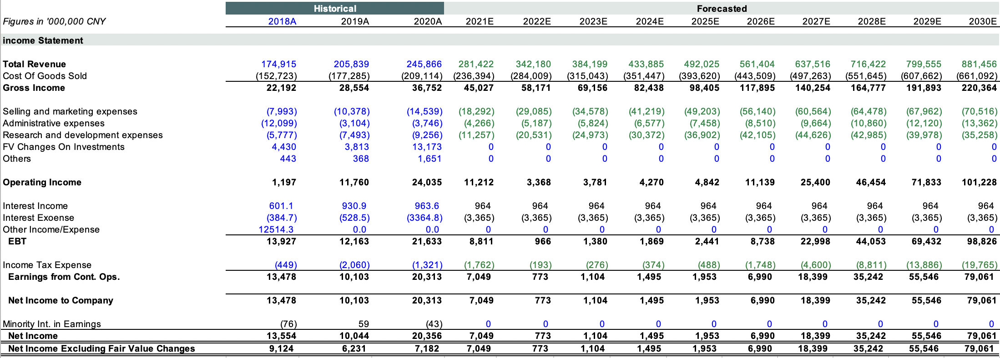 Historical Forecasted
Figures in '000,000 CNY 2018A 2019A 2020A 2021E 2022E 2023E 2024E 2025E 2026E 2027E 2028E 2029E 2030E
income Statement
Total Revenue 174,915 205,839 245,866 281,422 342,180 384,199 433,885 492,025 561,404 637,516 716,422 799,555 881,456
Cost Of Goods Sold (152,723) (177,285) (209,114) (236,394) (284,009) (315,043) (351,447) (393,620) (443,509) (497,263) (551,645) (607,662) (661,092)
Gross Income 22,192 28,554 36,752 45,027 58,171 69,156 82,438 98,405 117,895 140,254 164,777 191,893 220,364
Selling and marketing expenses (7,993) (10,378) (14,539) (18,292) (29,085) (34,578) (41,219) (49,203) (56,140) (60,564) (64,478) (67,962) (70,516)
Administrative expenses (12,099) (3,104) (3,746) (4,266) (5,187) (5,824) (6,577) (7,458) (8,510) (9,664) (10,860) (12,120) (13,362)
Research and development expenses (5,777) (7,493) (9,256) (11,257) (20,531) (24,973) (30,372) (36,902) (42,105) (44,626) (42,985) (39,978) (35,258)
FV Changes On Investments 4,430 3,813 13,173 0 0 0 0 0 0 0 0 0 0
Others 443 368 1,651 0 0 0 0 0 0 0 0 0 0
Operating Income 1,197 11,760 24,035 11,212 3,368 3,781 4,270 4,842 11,139 25,400 46,454 71,833 101,228
Interest Income 601.1 930.9 963.6 964 964 964 964 964 964 964 964 964 964
Interest Exoense (384.7) (528.5) (3364.8) (3,365) (3,365) (3,365) (3,365) (3,365) (3,365) (3,365) (3,365) (3,365) (3,365)
Other Income/Expense 12514.3 0.0 0.0 0 0 0 0 0 0 0 0 0 0
EBT 13,927 12,163 21,633 8,811 966 1,380 1,869 2,441 8,738 22,998 44,053 69,432 98,826
Income Tax Expense (449) (2,060) (1,321) (1,762) (193) (276) (374) (488) (1,748) (4,600) (8,811) (13,886) (19,765)
Earnings from Cont. Ops. 13,478 10,103 20,313 7,049 773 1,104 1,495 1,953 6,990 18,399 35,242 55,546 79,061
Net Income to Company 13,478 10,103 20,313 7,049 773 1,104 1,495 1,953 6,990 18,399 35,242 55,546 79,061
Minority Int. in Earnings (76) 59 (43) 0 0 0 0 0 0 0 0 0 0
Net Income 13,554 10,044 20,356 7,049 773 1,104 1,495 1,953 6,990 18,399 35,242 55,546 79,061
Net Income Excluding Fair Value Changes 9,124 6,231 7,182 7,049 773 1,104 1,495 1,953 6,990 18,399 35,242 55,546 79,061